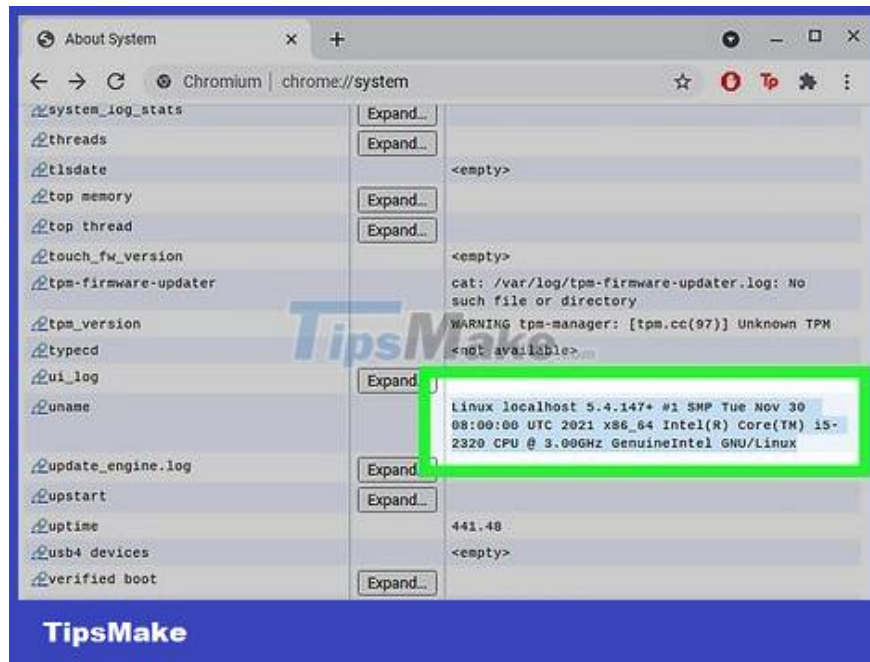 About System
Chromium | chrome://system
Tp
system_log_stats Expand...
threads Expand...
tlsdate <empty>
top memory Expand...
top thread Expand...
touch_fw_version <empty>
tpm-firmware-updater cat: /var/log/tpm-firmware-updater.log: No
such file or directory
tpm_version WARNING tpm-manager: [tpm.cc(97)] Unknown TPM
typecd <not available>
TipsMake.com
ui_log Expand...
uname Linux localhost 5.4.147+ #1 SMP Tue Nov 30
08:00:00 UTC 2021 x86_64 Intel(R) Core(TM) i5-
2320 CPU @ 3.00GHz GenuineIntel GNU/Linux
update_engine.log Expand...
upstart Expand...
uptime 441.48
usb4 devices <empty>
verified boot Expand...
TipsMake